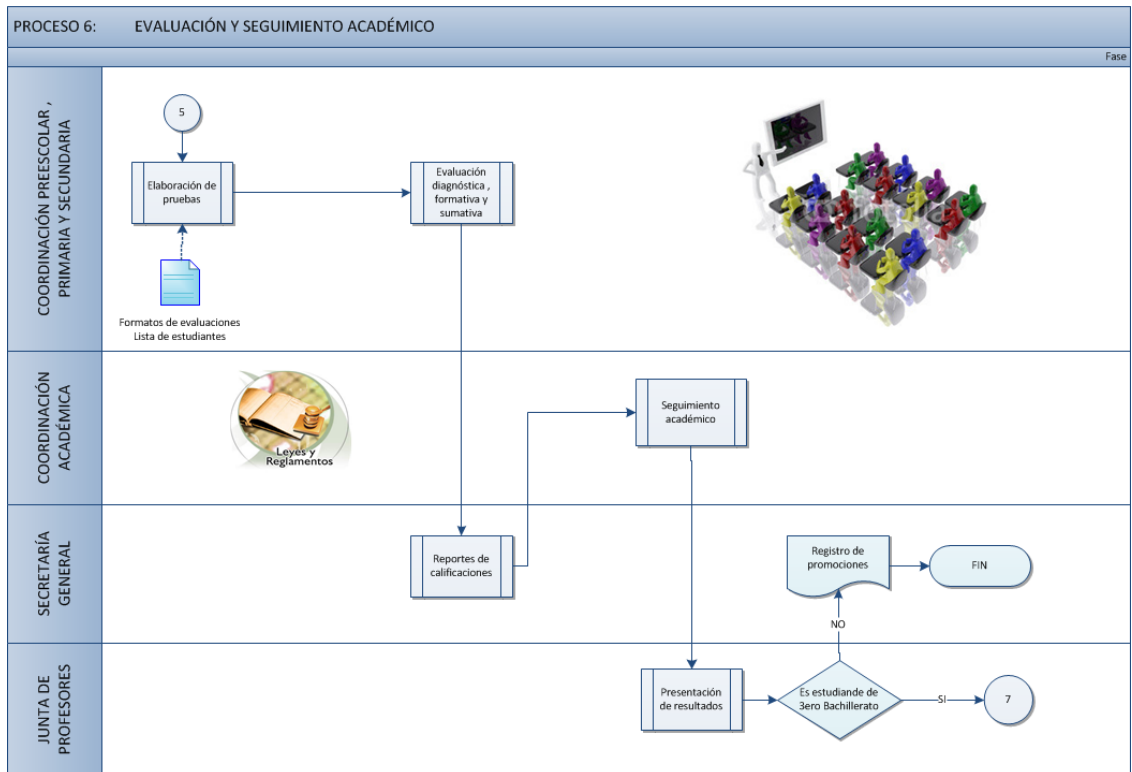 PROCESO 6: EVALUACIÓN Y SEGUIMIENTO ACADÉMICO
Fase
COORDINACIÓN PREESCOLAR ,
PRIMARIA Y SECUNDARIA
5
Elaboración de
pruebas
Evaluación
diagnóstica ,
formativa y
sumativa
Formatos de evaluaciones
Lista de estudiantes
COORDINACIÓN
ACADÉMICA
Leyes y
Reglamentos
Seguimiento
académico
SECRETARÍA
GENERAL
Reportes de
calificaciones
Registro de
promociones
FIN
NO
JUNTA DE
PROFESORES
Presentación
de resultados
Es estudiande de
3ero Bachillerato
SI
7